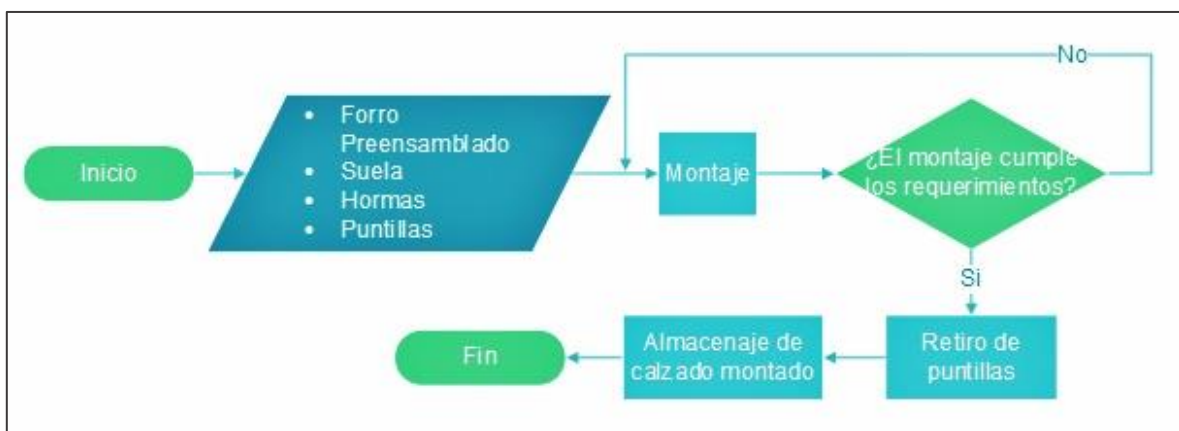 Inicio
• Forro
Preensamblado
• Suela
• Hormas
• Puntillas
Montaje
¿El montaje cumple
los requerimientos?
No
Si
Retiro de
puntillas
Almacenaje de
calzado montado
Fin